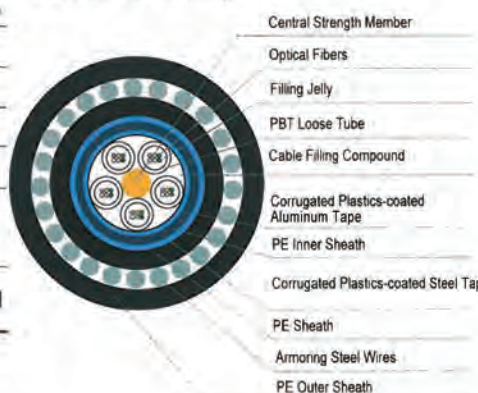 Central Strength Member
Optical Fibers
Filling Jelly
PBT Loose Tube
Cable Filling Compound
Corrugated Plastics-coated
Aluminum Tape
PE Inner Sheath
Corrugated Plastics-coated Steel Tap
PE Sheath
Armoring Steel Wires
PE Outer Sheath